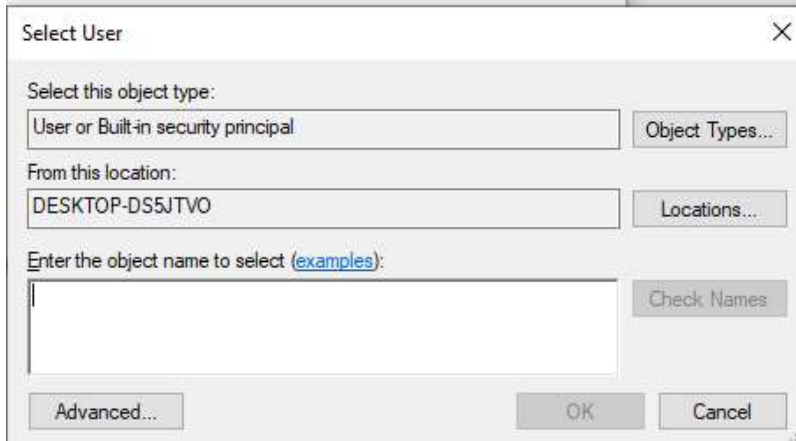 Select User
Select this object type:
User or Built-in security principal
Object Types...
From this location:
DESKTOP-DS5JTVO
Locations...
Enter the object name to select (examples):
Check Names
Advanced...
OK
Cancel